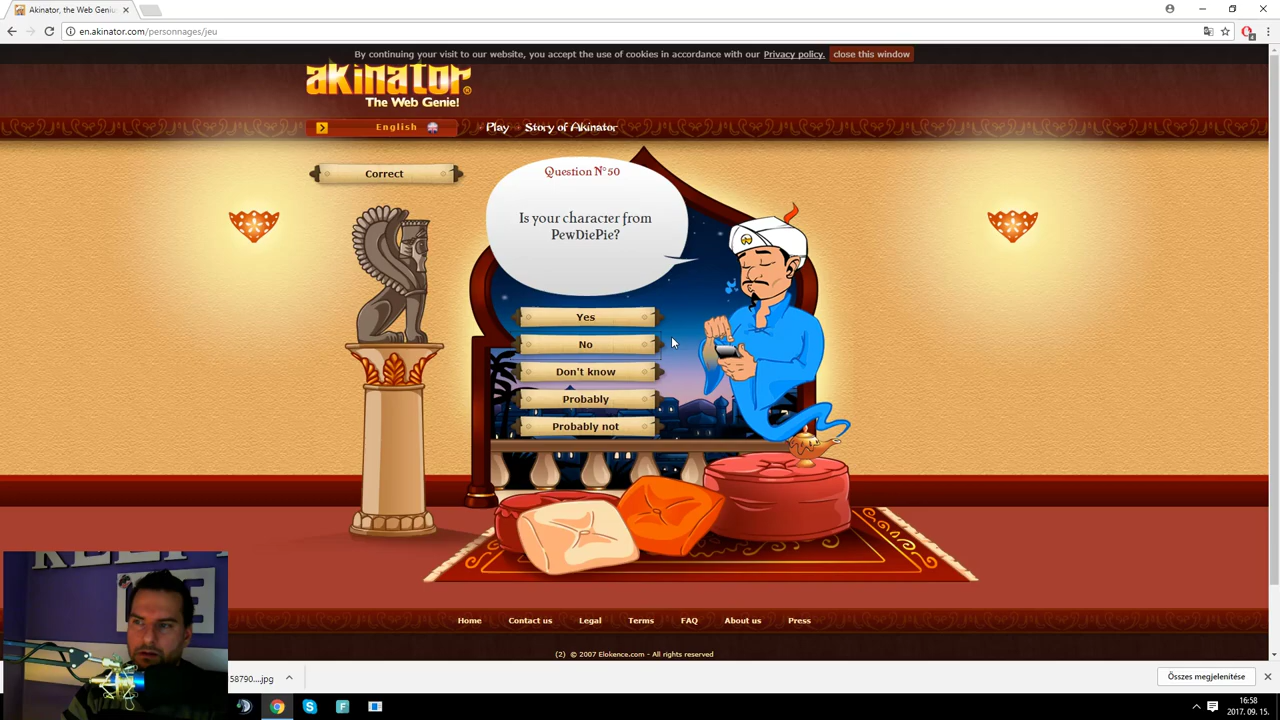 Akinator, the Web Geniu
en.akinator.com/personnages/jeu
By continuing your visit to our website, you accept the use of cookies in accordance with our Privacy policy. close this window
akinator®
The Web Genie!
English
Play
Story of Akinator
Correct
Question N°50
Is your character from
PewDiePie?
Yes
No
Don't know
Probably
Probably not
Home
Contact us
Legal
Terms
FAQ
About us
Press
(2) © 2007 Elokence.com - All rights reserved
58790....jpg
Összes megjelenítése
16:58
2017. 09. 15.